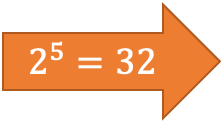 2⁵ = 32